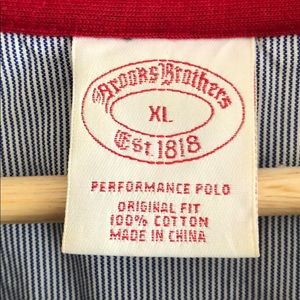 Brooks Brothers
XL
Est. 1818
PERFORMANCE POLO
ORIGINAL FIT
100% COTTON
MADE IN CHINA